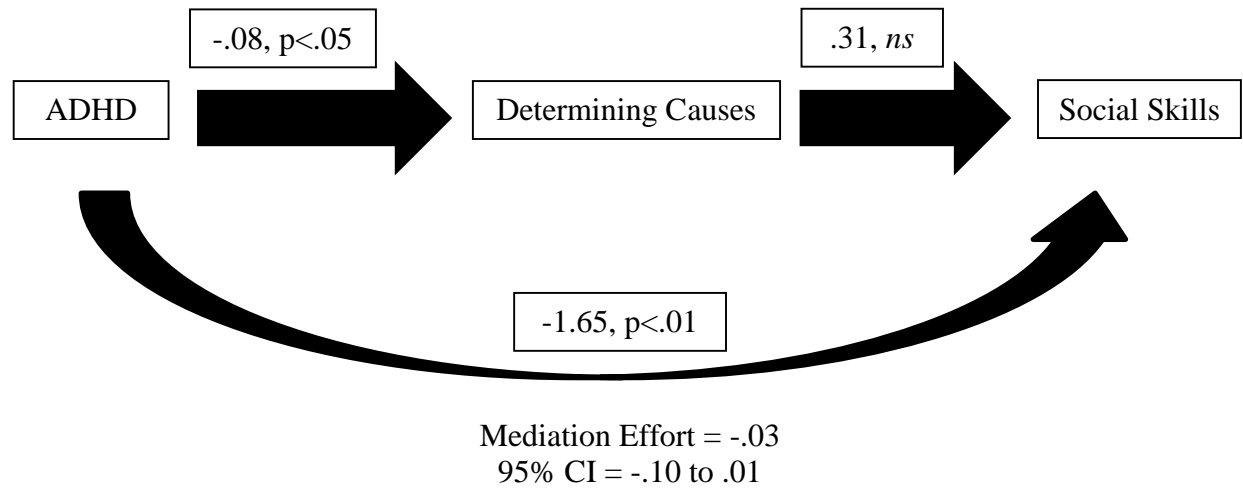 -.08, p<.05
.31, ns
ADHD
Determining Causes
Social Skills
-1.65, p<.01
Mediation Effort = -.03
95% CI = -.10 to .01